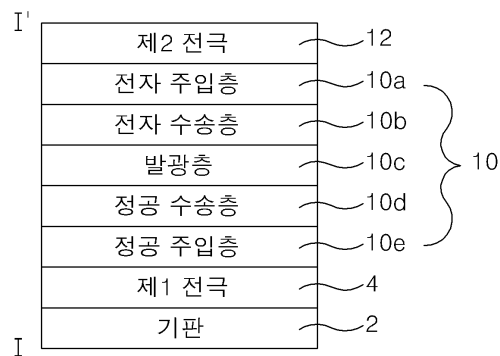 I'
제2 전극 12
전자 주입층 10a
전자 수송층 10b
발광층 10c
10
정공 수송층 10d
정공 주입층 10e
제1 전극 4
기판 2
I